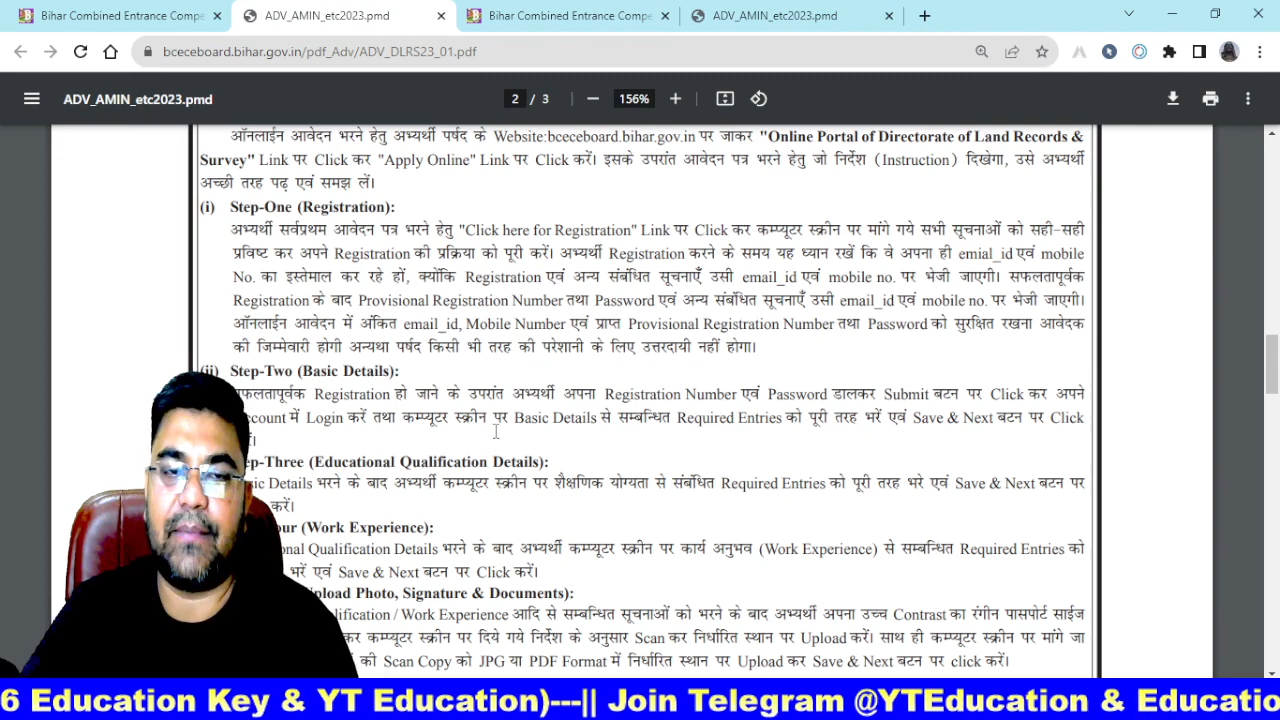 Bihar Combined Entrance Compe
ADV_AMIN_etc2023.pmd
Bihar Combined Entrance Compe
ADV_AMIN_etc2023.pmd
bceceboard.bihar.gov.in/pdf_Adv/ADV_DLRS23_01.pdf
ADV_AMIN_etc2023.pmd
2 / 3
156%
ऑनलाईन आवेदन भरने हेतु अभ्यर्थी पर्षद के Website:bceceboard.bihar.gov.in पर जाकर "Online Portal of Directorate of Land Records &
Survey" Link पर Click कर "Apply Online" Link पर Click करें। इसके उपरांत आवेदन पत्र भरने हेतु जो निर्देश (Instruction) दिखेगा, उसे अभ्यर्थी
अच्छी तरह पढ़ एवं समझ लें।
(i) Step-One (Registration):
अभ्यर्थी सर्वप्रथम आवेदन पत्र भरने हेतु "Click here for Registration" Link पर Click कर कम्प्यूटर स्क्रीन पर मांगे गये सभी सूचनाओं को सही-सही
प्रविष्ट कर अपने Registration की प्रक्रिया को पूरी करें। अभ्यर्थी Registration करने के समय यह ध्यान रखें कि वे अपना ही emial_id एवं mobile
No. का इस्तेमाल कर रहे हों, क्योंकि Registration एवं अन्य संबंधित सूचनाएँ उसी email_id एवं mobile no. पर भेजी जाएगी। सफलतापूर्वक
Registration के बाद Provisional Registration Number तथा Password एवं अन्य संबंधित सूचनाएँ उसी email_id एवं mobile no. पर भेजी जाएगी।
ऑनलाईन आवेदन में अंकित email_id, Mobile Number एवं प्राप्त Provisional Registration Number तथा Password को सुरक्षित रखना आवेदक
की जिम्मेवारी होगी अन्यथा पर्षद किसी भी तरह की परेशानी के लिए उत्तरदायी नहीं होगा।
(ii) Step-Two (Basic Details):
Registration हो जाने के उपरांत अभ्यर्थी अपना Registration Number एवं Password डालकर Submit बटन पर Click कर अपने
में Login करें तथा कम्प्यूटर स्क्रीन पर Basic Details से सम्बन्धित Required Entries को पूरी तरह भरें एवं Save & Next बटन पर Click
(Educational Qualification Details):
Details भरने के बाद अभ्यर्थी कम्प्यूटर स्क्रीन पर शैक्षणिक योग्यता से संबंधित Required Entries को पूरी तरह भरे एवं Save & Next बटन पर
करें।
(Work Experience):
Qualification Details भरने के बाद अभ्यर्थी कम्प्यूटर स्क्रीन पर कार्य अनुभव (Work Experience) से सम्बन्धित Required Entries को
भरें एवं Save & Next बटन पर Click करें।
Photo, Signature & Documents):
/ Work Experience आदि से सम्बन्धित सूचनाओं को भरने के बाद अभ्यर्थी अपना उच्च Contrast का रंगीन पासपोर्ट साईज
कर कम्प्यूटर स्क्रीन पर दिये गये निर्देश के अनुसार Scan कर निर्धारित स्थान पर Upload करें। साथ ही कम्प्यूटर स्क्रीन पर मांगे जा
की Scan Copy को JPG या PDF Format में निर्धारित स्थान पर Upload कर Save & Next बटन पर click करें।
6 Education Key & YT Education)---|| Join Telegram @YTEducation & Educatio